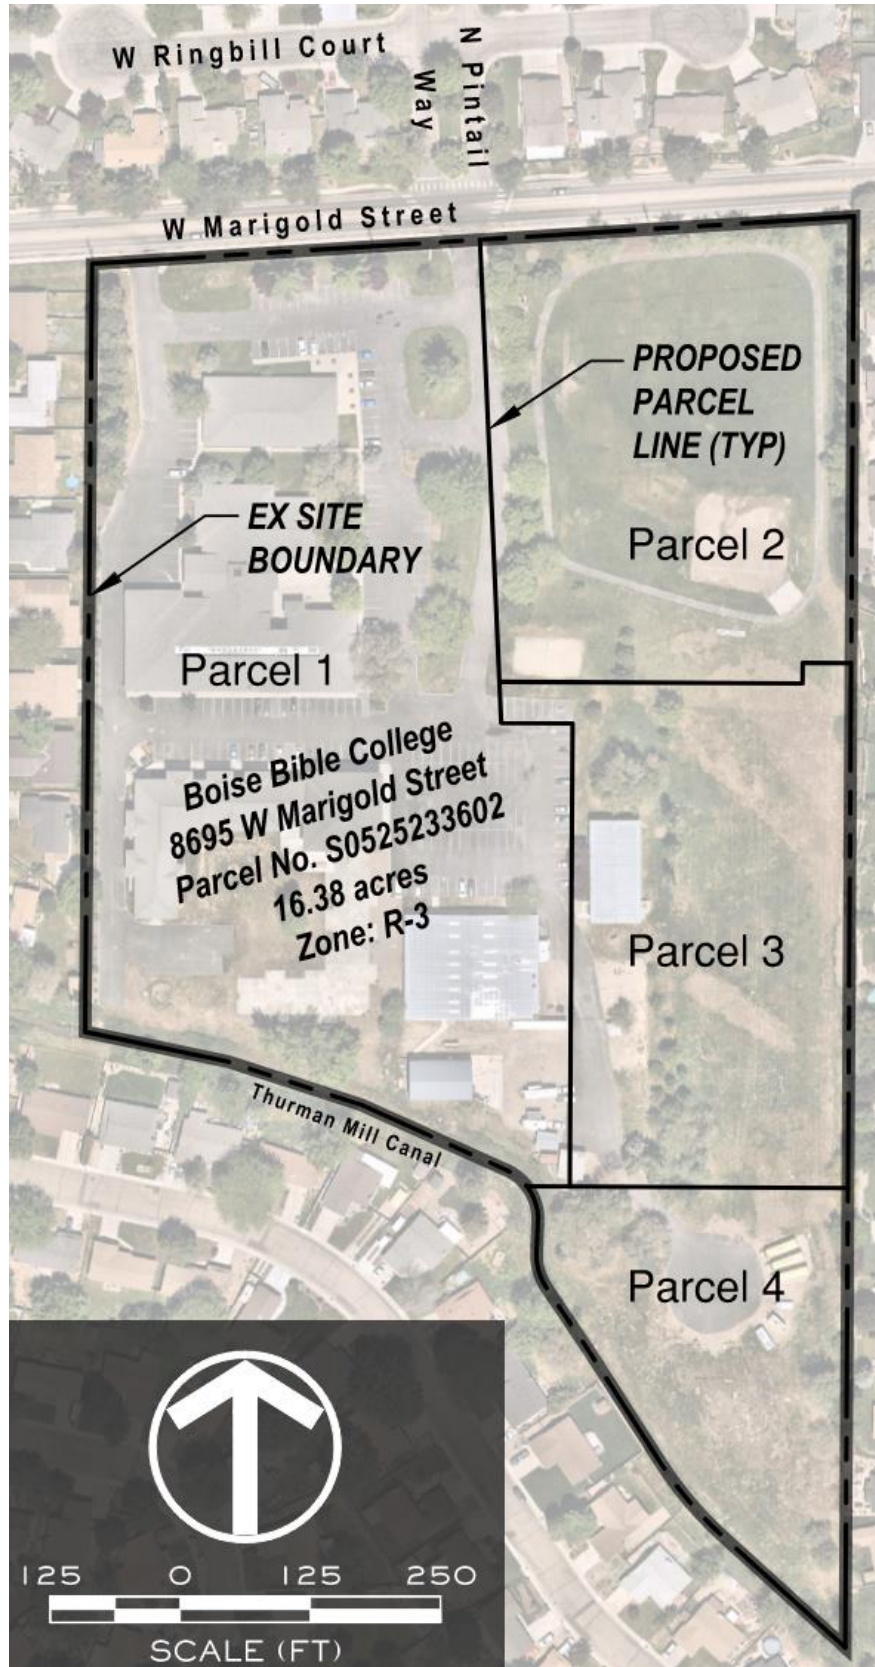 W Ringbill Court
N Pintail
Way
W Marigold Street
PROPOSED
PARCEL
LINE (TYP)
EX SITE
BOUNDARY
Parcel 2
Parcel 1
Boise Bible College
8695 W Marigold Street
Parcel No. S0525233602
16.38 acres
Zone: R-3
Parcel 3
Thurman Mill Canal
Parcel 4
125 0 125 250
SCALE (FT)